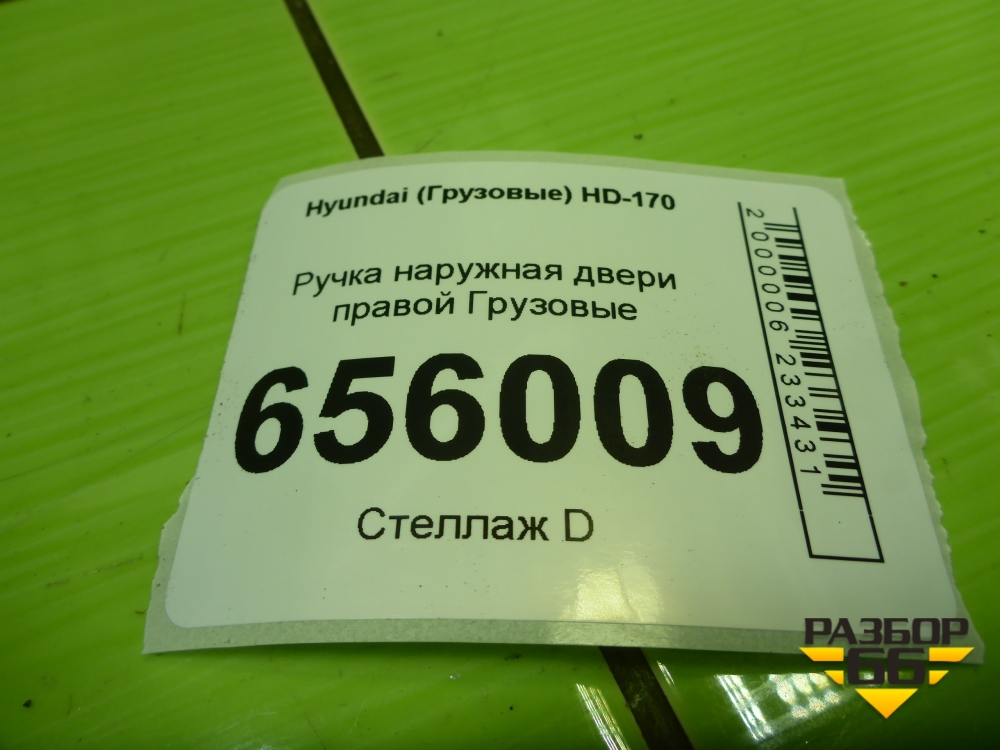 Hyundai (Грузовые) HD-170
Ручка наружная двери
правой Грузовые
656009
Стеллаж D
2000006233431
РАЗБОР
66